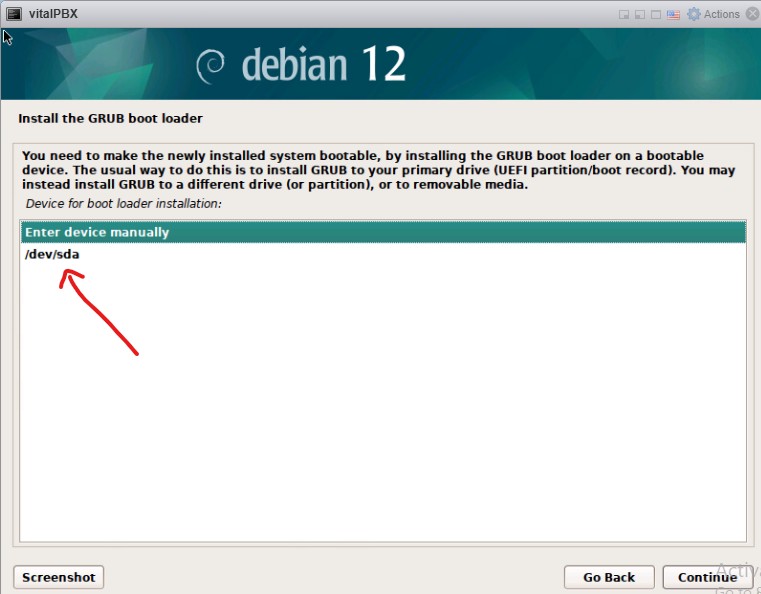 vitalPBX
Actions
debian 12
Install the GRUB boot loader
You need to make the newly installed system bootable, by installing the GRUB boot loader on a bootable
device. The usual way to do this is to install GRUB to your primary drive (UEFI partition/boot record). You may
instead install GRUB to a different drive (or partition), or to removable media.
Device for boot loader installation:
Enter device manually
/dev/sda
Screenshot
Go Back
Continue
Activa